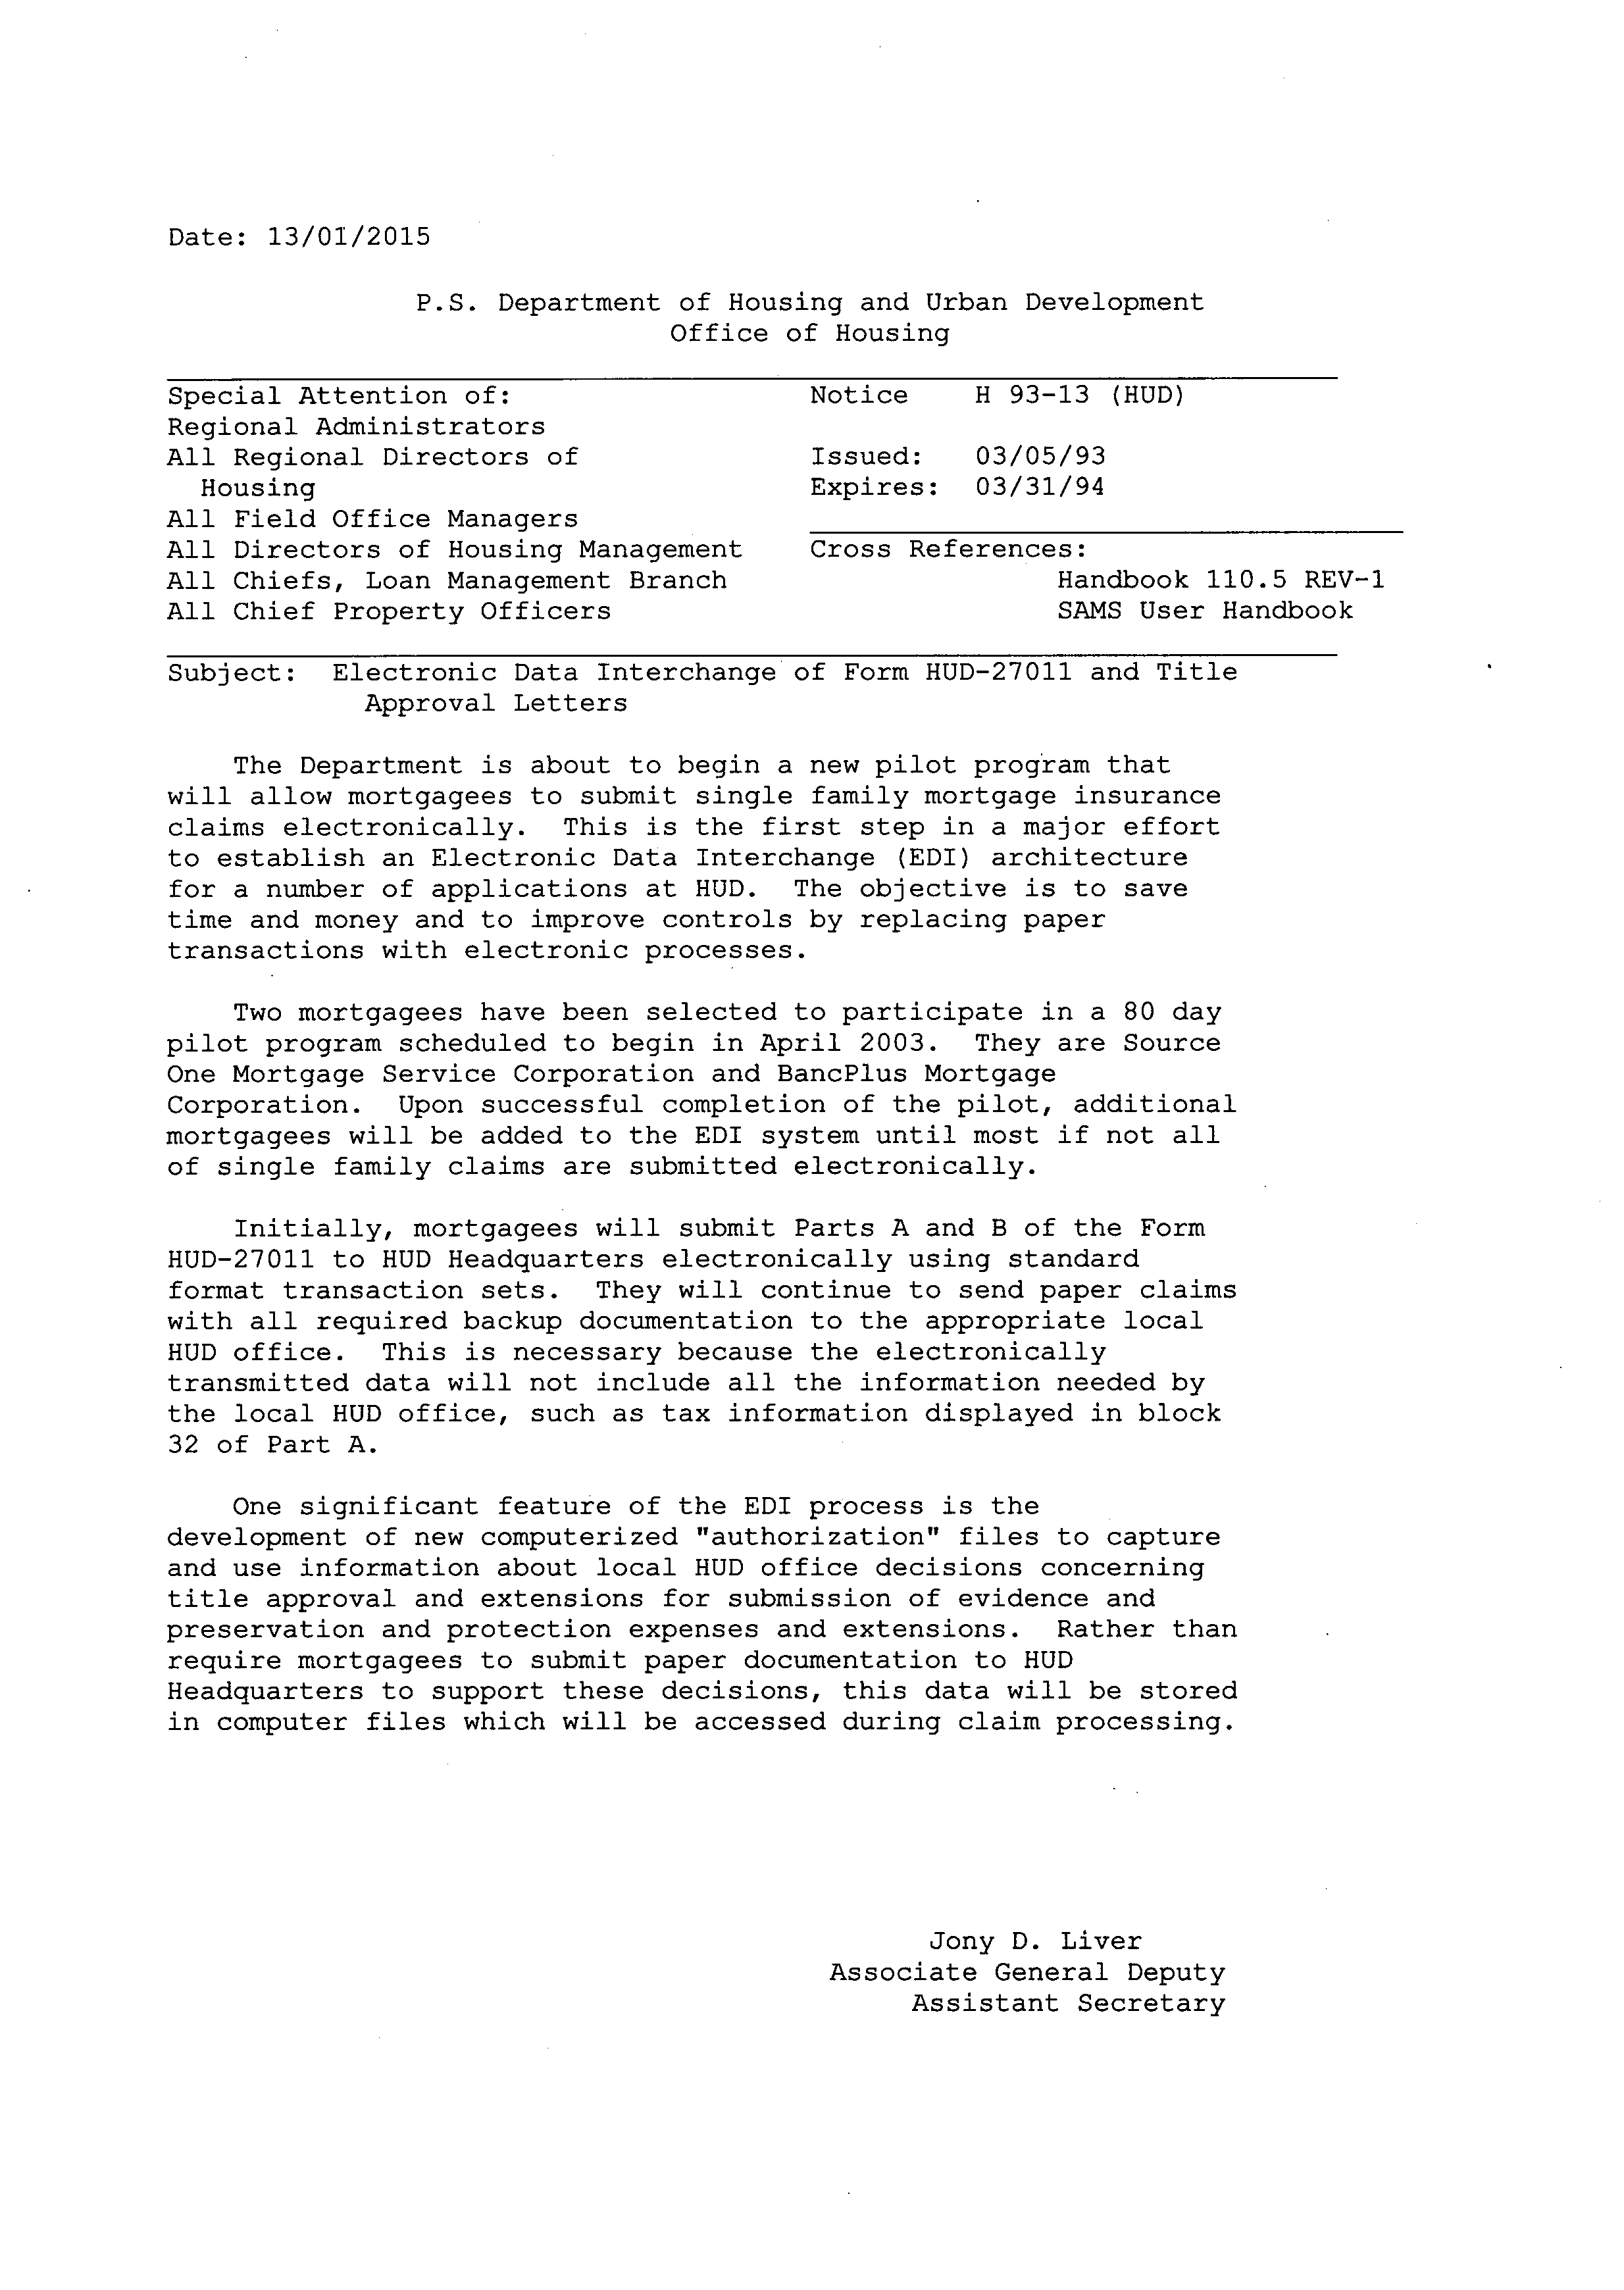 Date: 13/01/2015
P.S. Department of Housing and Urban Development
Office of Housing
Special Attention of:
Regional Administrators
All Regional Directors of
Housing
All Field Office Managers
All Directors of Housing Management
All Chiefs, Loan Management Branch
All Chief Property Officers
Notice H 93-13 (HUD)
Issued: 03/05/93
Expires: 03/31/94
Cross References:
Handbook 110.5 REV-1
SAMS User Handbook
Subject: Electronic Data Interchange of Form HUD-27011 and Title
Approval Letters
The Department is about to begin a new pilot program that
will allow mortgagees to submit single family mortgage insurance
claims electronically. This is the first step in a major effort
to establish an Electronic Data Interchange (EDI) architecture
for a number of applications at HUD. The objective is to save
time and money and to improve controls by replacing paper
transactions with electronic processes.
Two mortgagees have been selected to participate in a 80 day
pilot program scheduled to begin in April 2003. They are Source
One Mortgage Service Corporation and BancPlus Mortgage
Corporation. Upon successful completion of the pilot, additional
mortgagees will be added to the EDI system until most if not all
of single family claims are submitted electronically.
Initially, mortgagees will submit Parts A and B of the Form
HUD-27011 to HUD Headquarters electronically using standard
format transaction sets. They will continue to send paper claims
with all required backup documentation to the appropriate local
HUD office. This is necessary because the electronically
transmitted data will not include all the information needed by
the local HUD office, such as tax information displayed in block
32 of Part A.
One significant feature of the EDI process is the
development of new computerized "authorization" files to capture
and use information about local HUD office decisions concerning
title approval and extensions for submission of evidence and
preservation and protection expenses and extensions. Rather than
require mortgagees to submit paper documentation to HUD
Headquarters to support these decisions, this data will be stored
in computer files which will be accessed during claim processing.
Jony D. Liver
Associate General Deputy
Assistant Secretary